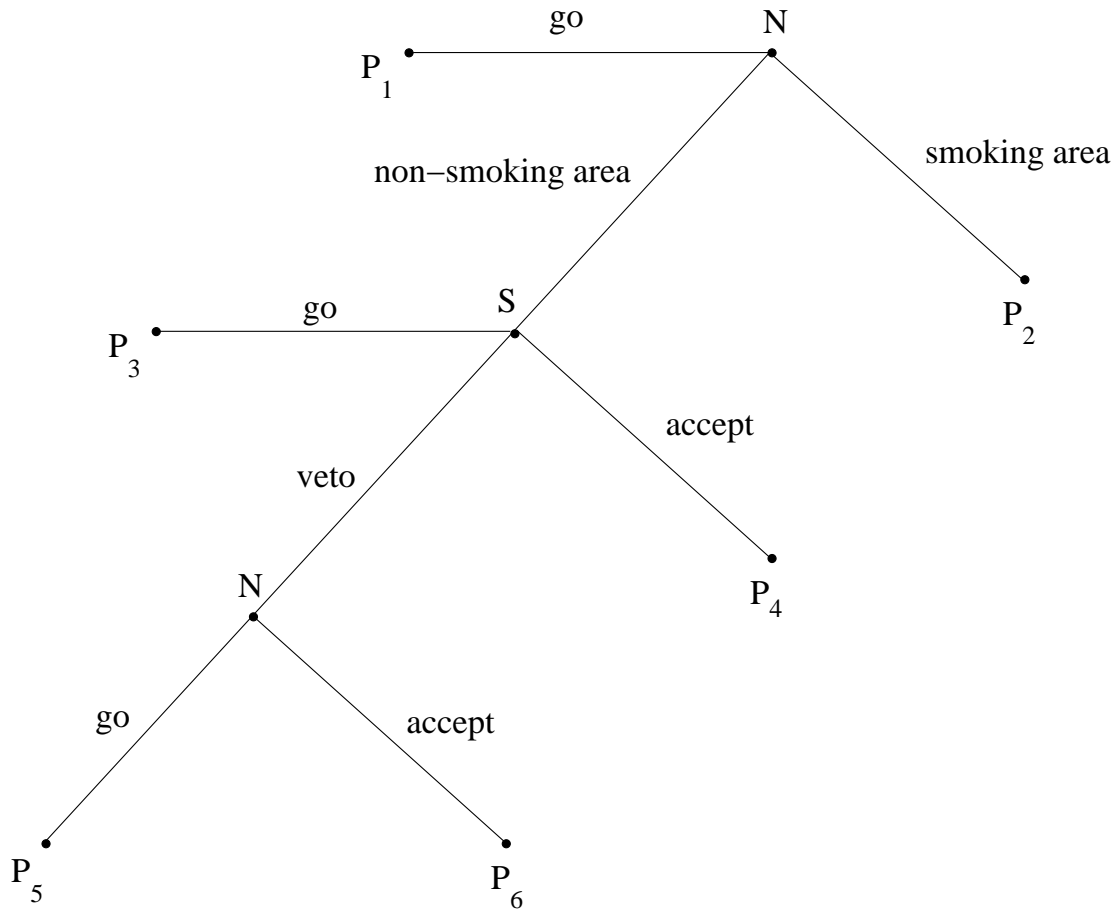 go
N
P1
smoking area
non−smoking area
S
go
P2
P3
accept
veto
N
P4
go
accept
P5
P6